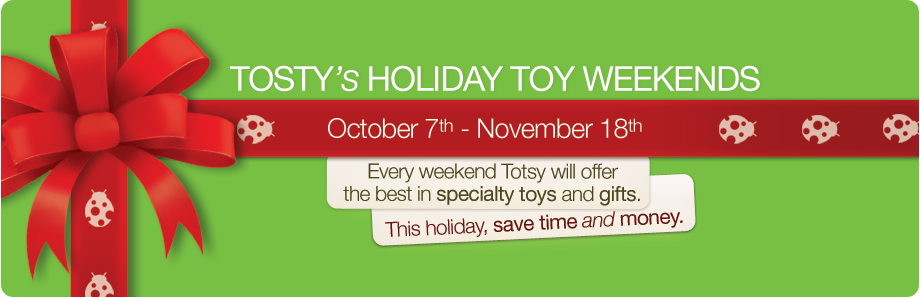 TOSTY's HOLIDAY TOY WEEKENDS
October 7th - November 18th
Every weekend Totsy will offer
the best in specialty toys and gifts.
This holiday, save time and money.